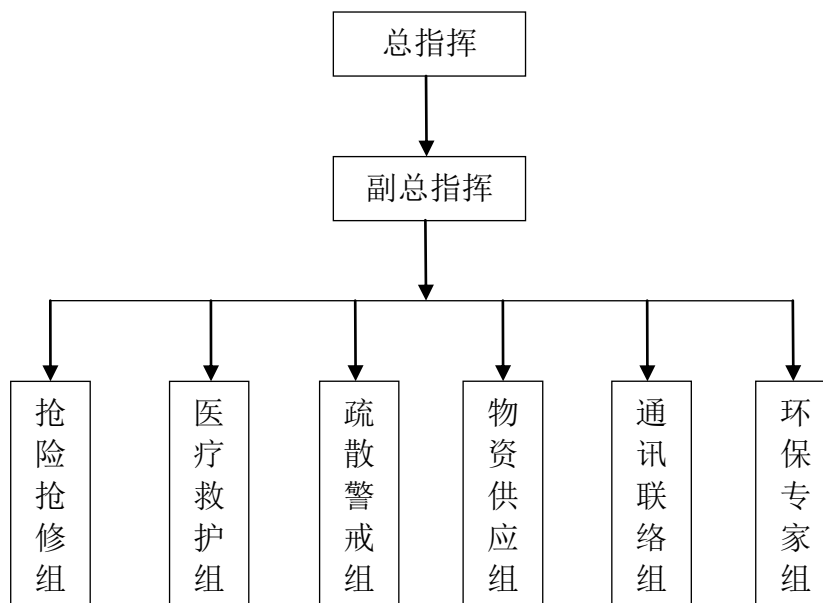 总指挥
副总指挥
抢险抢修组
医疗救护组
疏散警戒组
物资供应组
通讯联络组
环保专家组